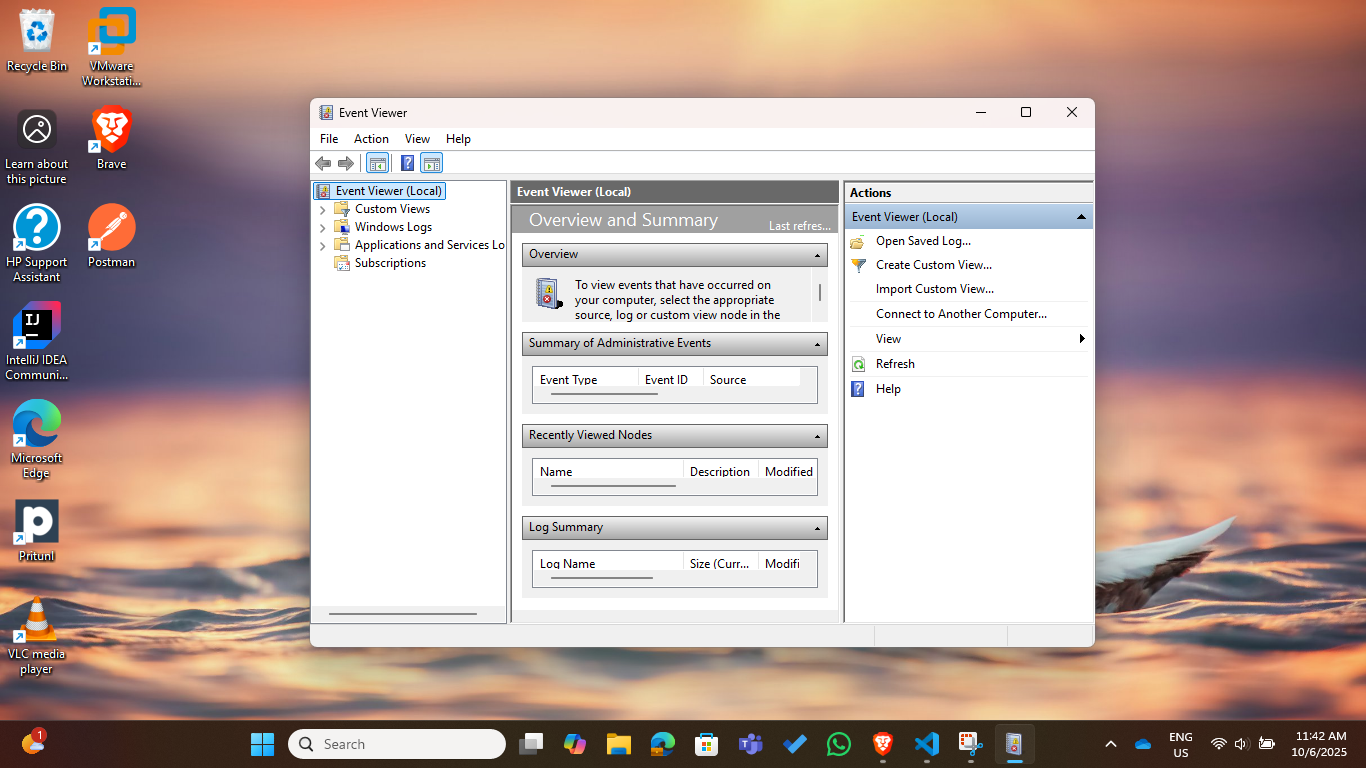 Recycle Bin
VMware
Workstati...
Learn about
this picture
Brave
HP Support
Assistant
Postman
IJ
IntelliJ IDEA
Communi...
Microsoft
Edge
Pritunl
VLC media
player
Event Viewer
File Action View Help
Event Viewer (Local)
Custom Views
Windows Logs
Applications and Services Lo
Subscriptions
Event Viewer (Local)
Overview and Summary
Last refres...
Overview
To view events that have occurred on
your computer, select the appropriate
source, log or custom view node in the
Summary of Administrative Events
Event Type Event ID Source
Recently Viewed Nodes
Name Description Modified
Log Summary
Log Name Size (Curr... Modifi
Actions
Event Viewer (Local)
Open Saved Log...
Create Custom View...
Import Custom View...
Connect to Another Computer...
View
Refresh
Help
1
Search
ENG
US
11:42 AM
10/6/2025